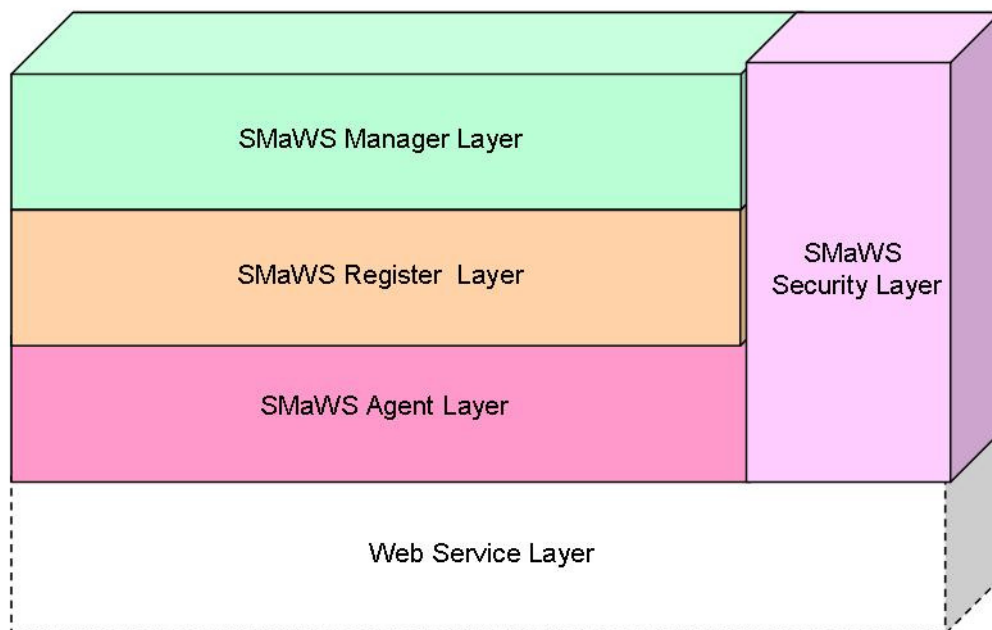 SMaWS Manager Layer
SMaWS Register  Layer
SMaWS
Security Layer
SMaWS Agent Layer
Web Service Layer